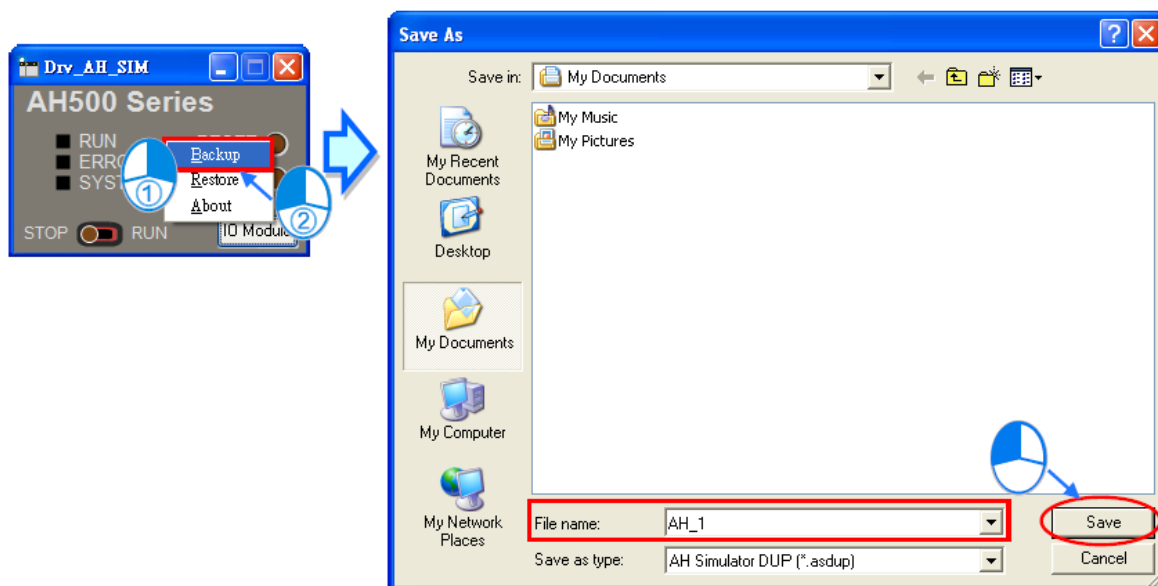 Drv_AH_SIM
AH500 Series
RUN
ERRO
SYST
Backup
Restore
About
1
2
STOP RUN
IO Module
Save As
Save in: My Documents
My Music
My Pictures
My Recent
Documents
Desktop
My Documents
My Computer
My Network
Places
File name: AH_1
Save
Save as type: AH Simulator DUP (*.asdup)
Cancel